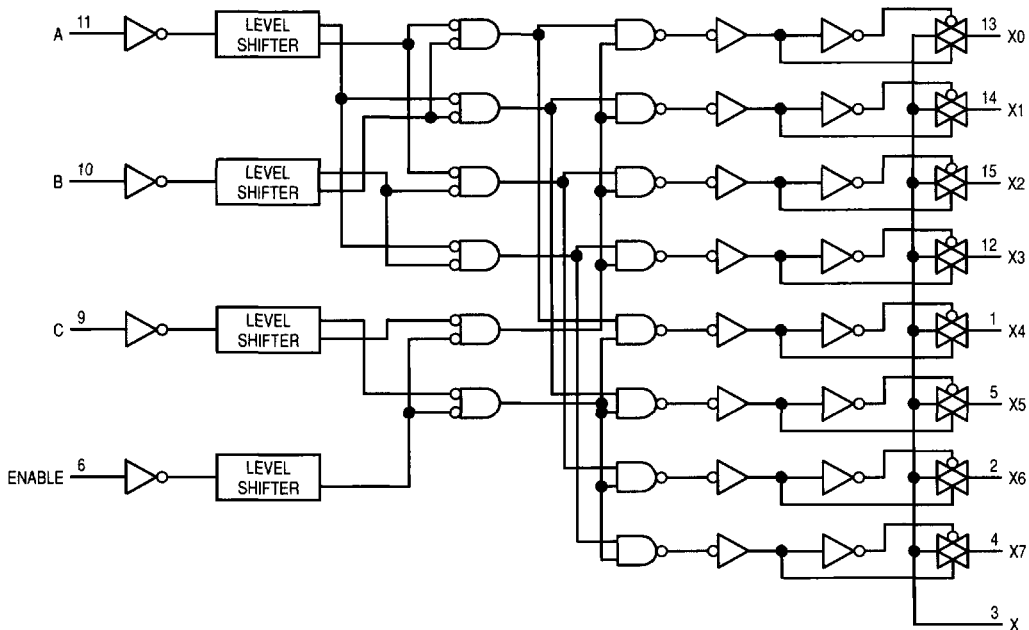 A 11
LEVEL
SHIFTER
13 X0
14 X1
B 10
LEVEL
SHIFTER
15 X2
12 X3
C 9
LEVEL
SHIFTER
1 X4
5 X5
ENABLE 6
LEVEL
SHIFTER
2 X6
4 X7
3 X